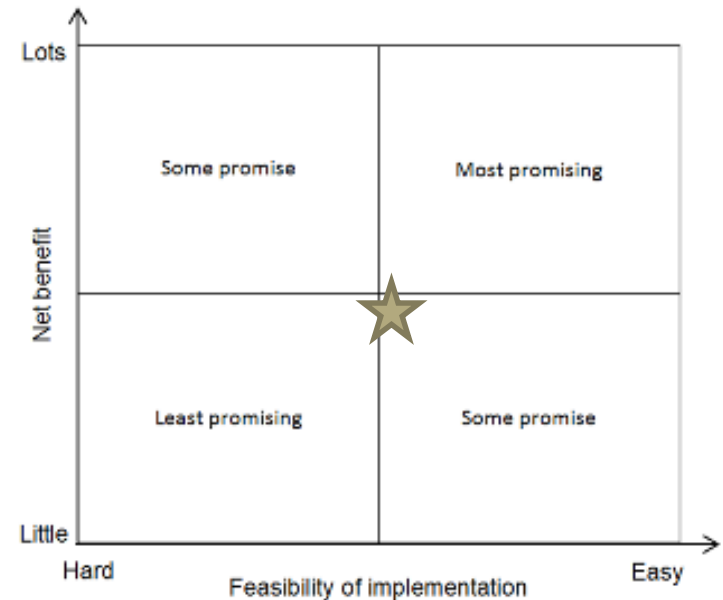 Lots
Some promise
Most promising
Net benefit
Least promising
Some promise
Little
Hard
Easy
Feasibility of implementation